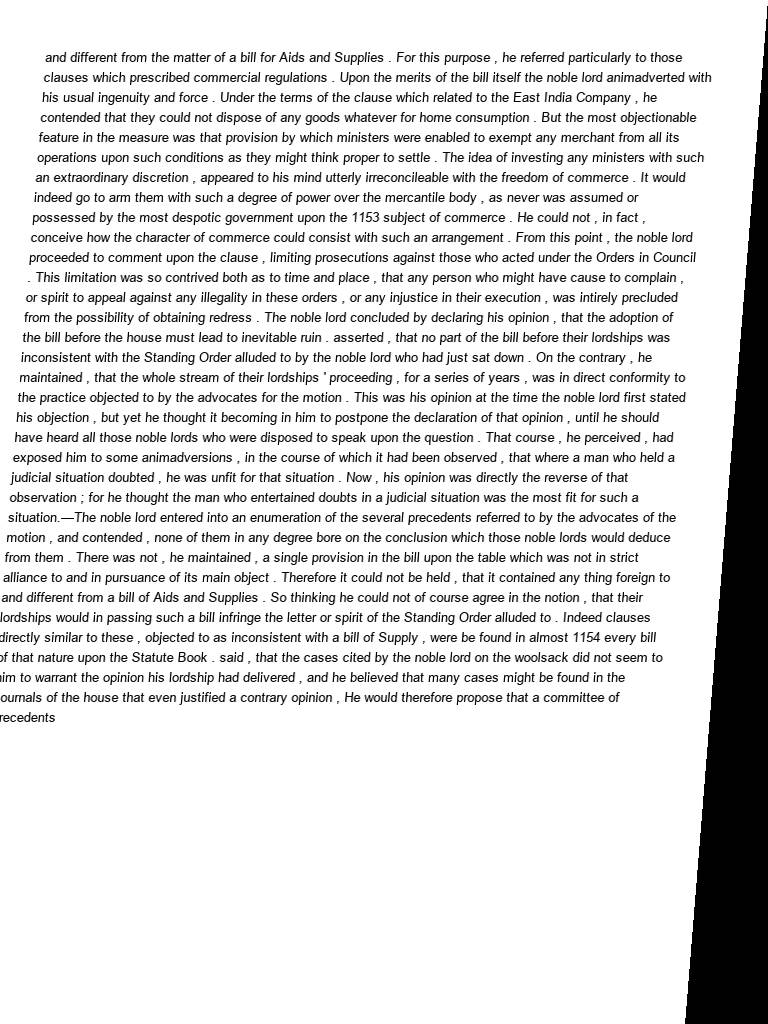 and different from the matter of a bill for Aids and Supplies . For this purpose , he referred particularly to those
clauses which prescribed commercial regulations . Upon the merits of the bill itself the noble lord animadverted with
his usual ingenuity and force . Under the terms of the clause which related to the East India Company , he
contended that they could not dispose of any goods whatever for home consumption . But the most objectionable
feature in the measure was that provision by which ministers were enabled to exempt any merchant from all its
operations upon such conditions as they might think proper to settle . The idea of investing any ministers with such
an extraordinary discretion , appeared to his mind utterly irreconcileable with the freedom of commerce . It would
indeed go to arm them with such a degree of power over the mercantile body , as never was assumed or
possessed by the most despotic government upon the 1153 subject of commerce . He could not , in fact ,
conceive how the character of commerce could consist with such an arrangement . From this point , the noble lord
proceeded to comment upon the clause , limiting prosecutions against those who acted under the Orders in Council
. This limitation was so contrived both as to time and place , that any person who might have cause to complain ,
or spirit to appeal against any illegality in these orders , or any injustice in their execution , was intirely precluded
from the possibility of obtaining redress . The noble lord concluded by declaring his opinion , that the adoption of
the bill before the house must lead to inevitable ruin . asserted , that no part of the bill before their lordships was
inconsistent with the Standing Order alluded to by the noble lord who had just sat down . On the contrary , he
maintained , that the whole stream of their lordships ' proceeding , for a series of years , was in direct conformity to
the practice objected to by the advocates for the motion . This was his opinion at the time the noble lord first stated
his objection , but yet he thought it becoming in him to postpone the declaration of that opinion , until he should
have heard all those noble lords who were disposed to speak upon the question . That course , he perceived , had
exposed him to some animadversions , in the course of which it had been observed , that where a man who held a
judicial situation doubted , he was unfit for that situation . Now , his opinion was directly the reverse of that
observation ; for he thought the man who entertained doubts in a judicial situation was the most fit for such a
situation.—The noble lord entered into an enumeration of the several precedents referred to by the advocates of the
motion , and contended , none of them in any degree bore on the conclusion which those noble lords would deduce
from them . There was not , he maintained , a single provision in the bill upon the table which was not in strict
alliance to and in pursuance of its main object . Therefore it could not be held , that it contained any thing foreign to
and different from a bill of Aids and Supplies . So thinking he could not of course agree in the notion , that their
lordships would in passing such a bill infringe the letter or spirit of the Standing Order alluded to . Indeed clauses
directly similar to these , objected to as inconsistent with a bill of Supply , were be found in almost 1154 every bill
of that nature upon the Statute Book . said , that the cases cited by the noble lord on the woolsack did not seem to
him to warrant the opinion his lordship had delivered , and he believed that many cases might be found in the
ournals of the house that even justified a contrary opinion , He would therefore propose that a committee of
recedents